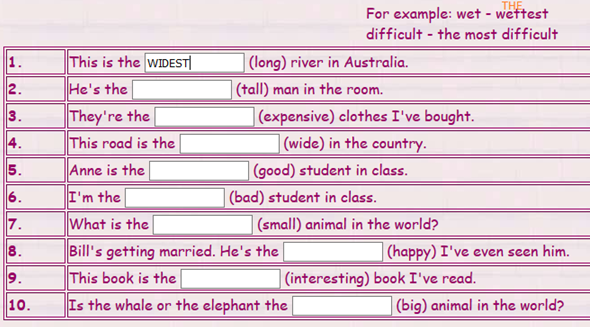 THE
For example: wet - wettest
difficult - the most difficult
1. This is the WIDEST (long) river in Australia.
2. He's the (tall) man in the room.
3. They're the (expensive) clothes I've bought.
4. This road is the (wide) in the country.
5. Anne is the (good) student in class.
6. I'm the (bad) student in class.
7. What is the (small) animal in the world?
8. Bill's getting married. He's the (happy) I've even seen him.
9. This book is the (interesting) book I've read.
10. Is the whale or the elephant the (big) animal in the world?